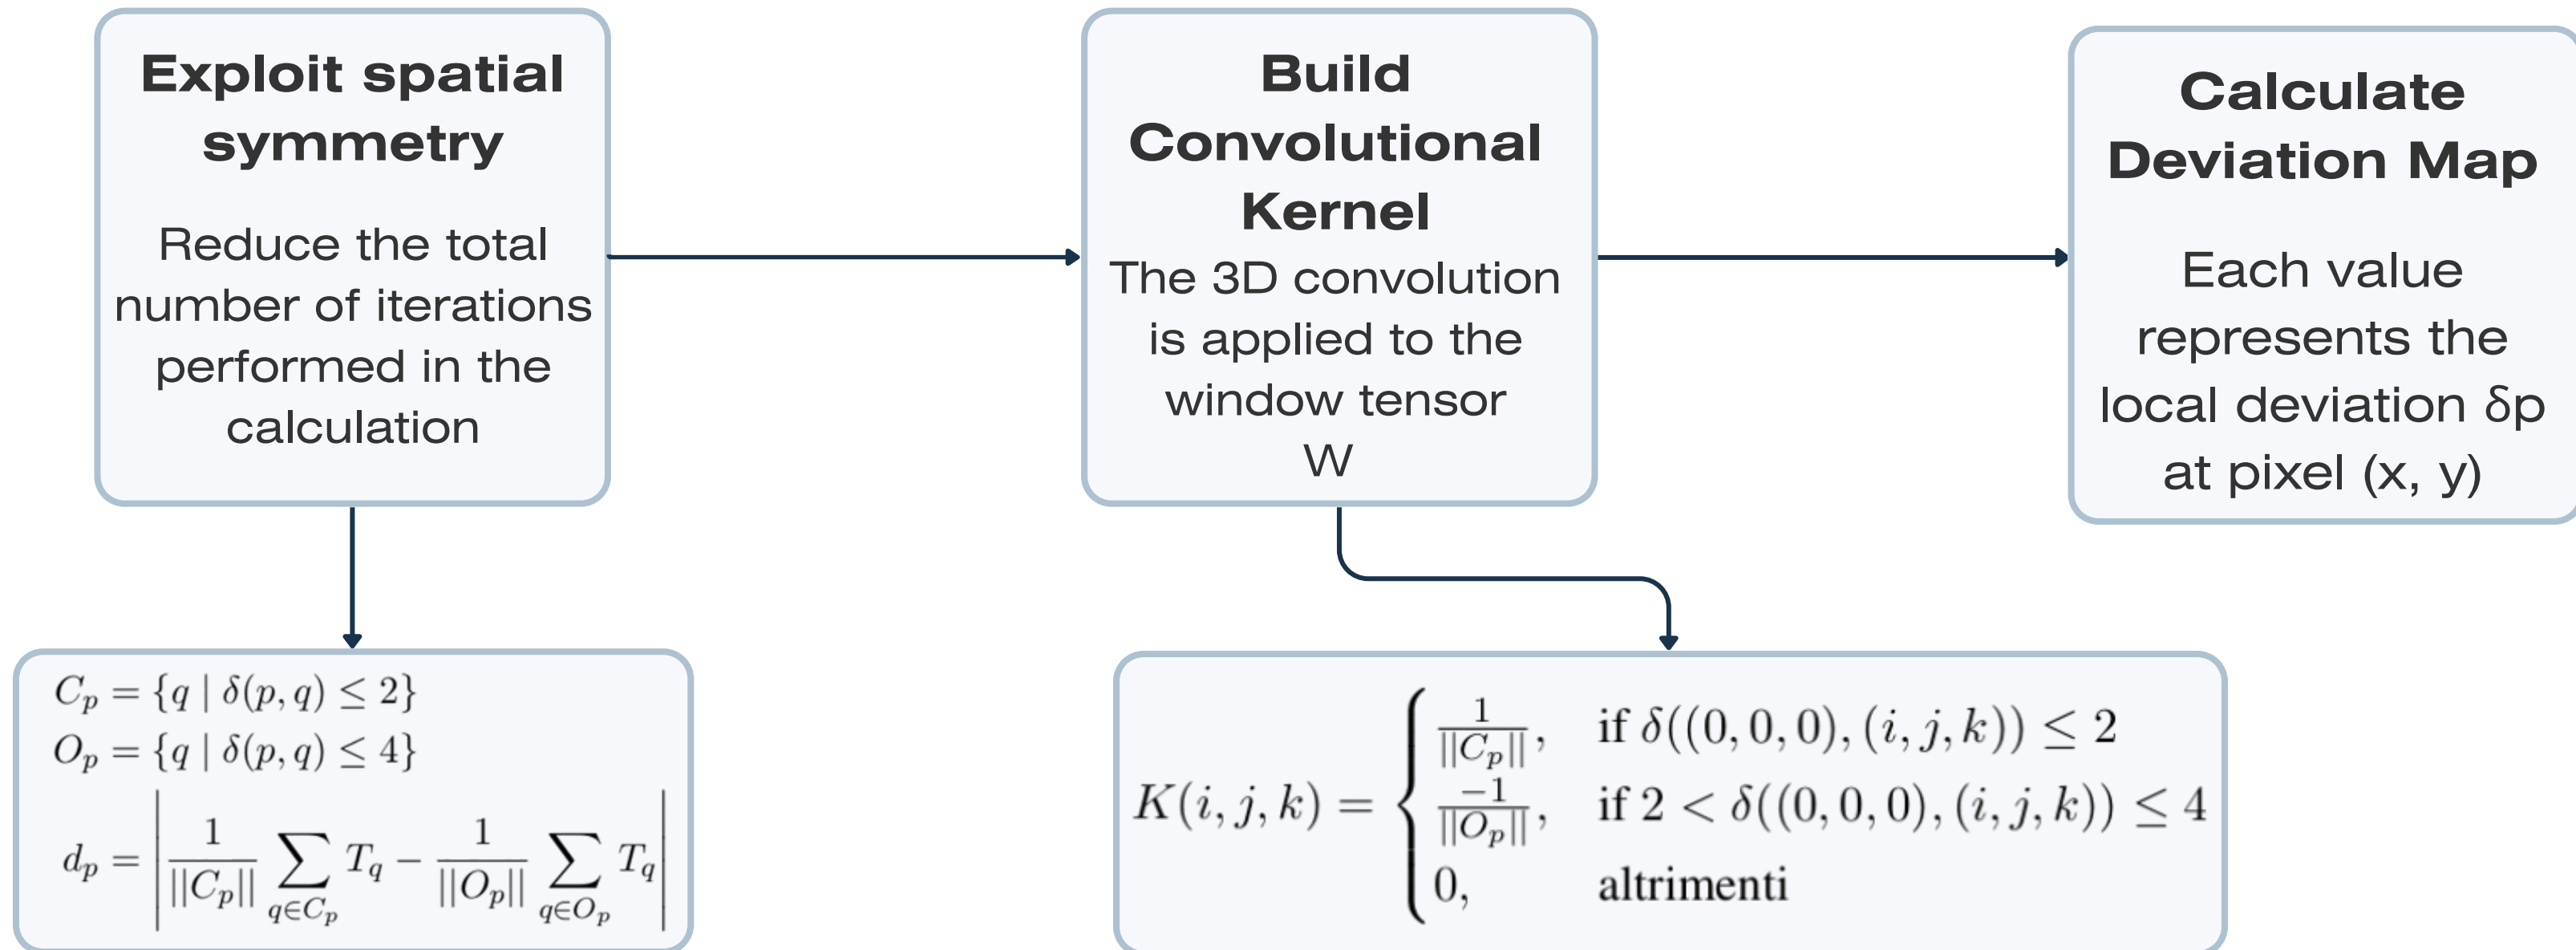 Exploit spatial
symmetry
Reduce the total
number of iterations
performed in the
calculation
Build
Convolutional
Kernel
The 3D convolution
is applied to the
window tensor
W
Calculate
Deviation Map
Each value
represents the
local deviation δp
at pixel (x, y)
C_p = {q | δ(p, q) ≤ 2}
O_p = {q | δ(p, q) ≤ 4}
d_p = | 1/||C_p|| ∑_{q∈C_p} T_q − 1/||O_p|| ∑_{q∈O_p} T_q |
K(i, j, k) = { 1/||C_p||, if δ((0, 0, 0), (i, j, k)) ≤ 2
−1/||O_p||, if 2 < δ((0, 0, 0), (i, j, k)) ≤ 4
0, altrimenti